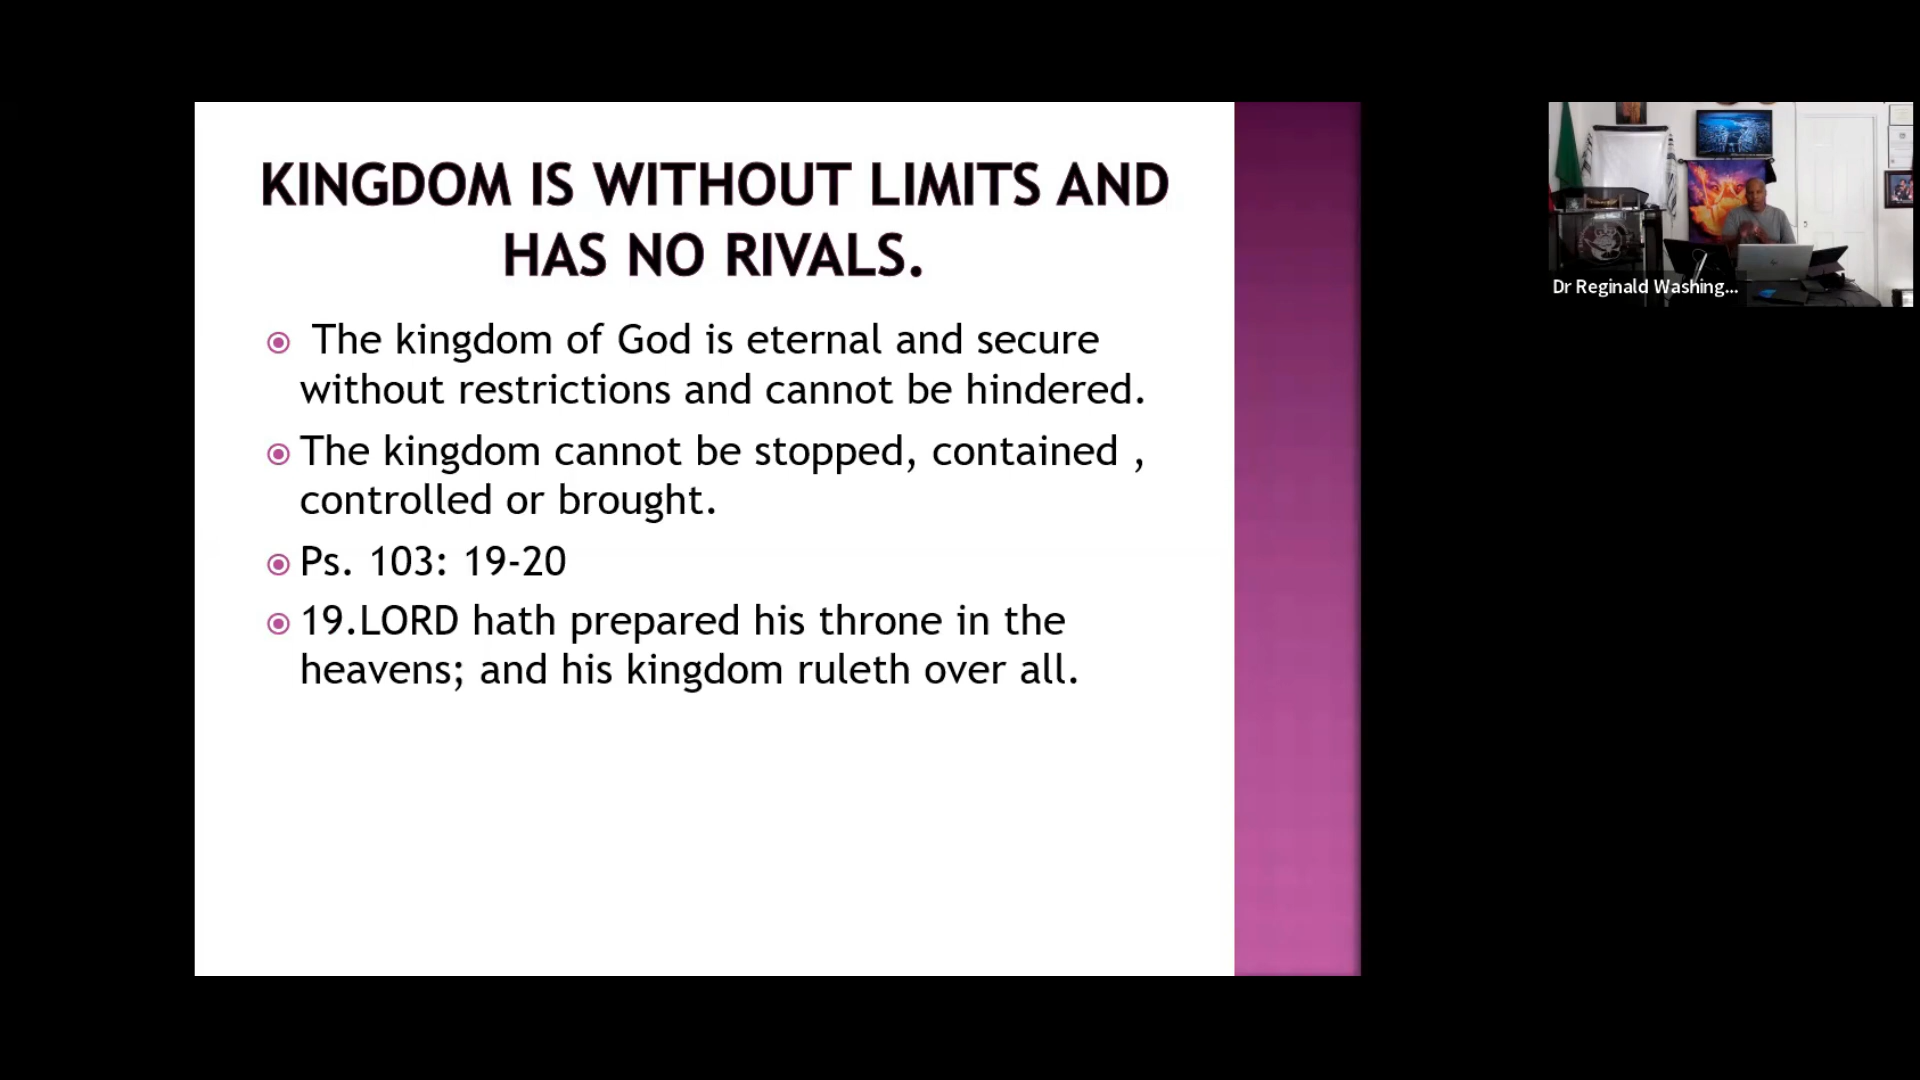 KINGDOM IS WITHOUT LIMITS AND
HAS NO RIVALS.
The kingdom of God is eternal and secure
without restrictions and cannot be hindered.
The kingdom cannot be stopped, contained ,
controlled or brought.
Ps. 103: 19-20
19.LORD hath prepared his throne in the
heavens; and his kingdom ruleth over all.
Dr Reginald Washing...